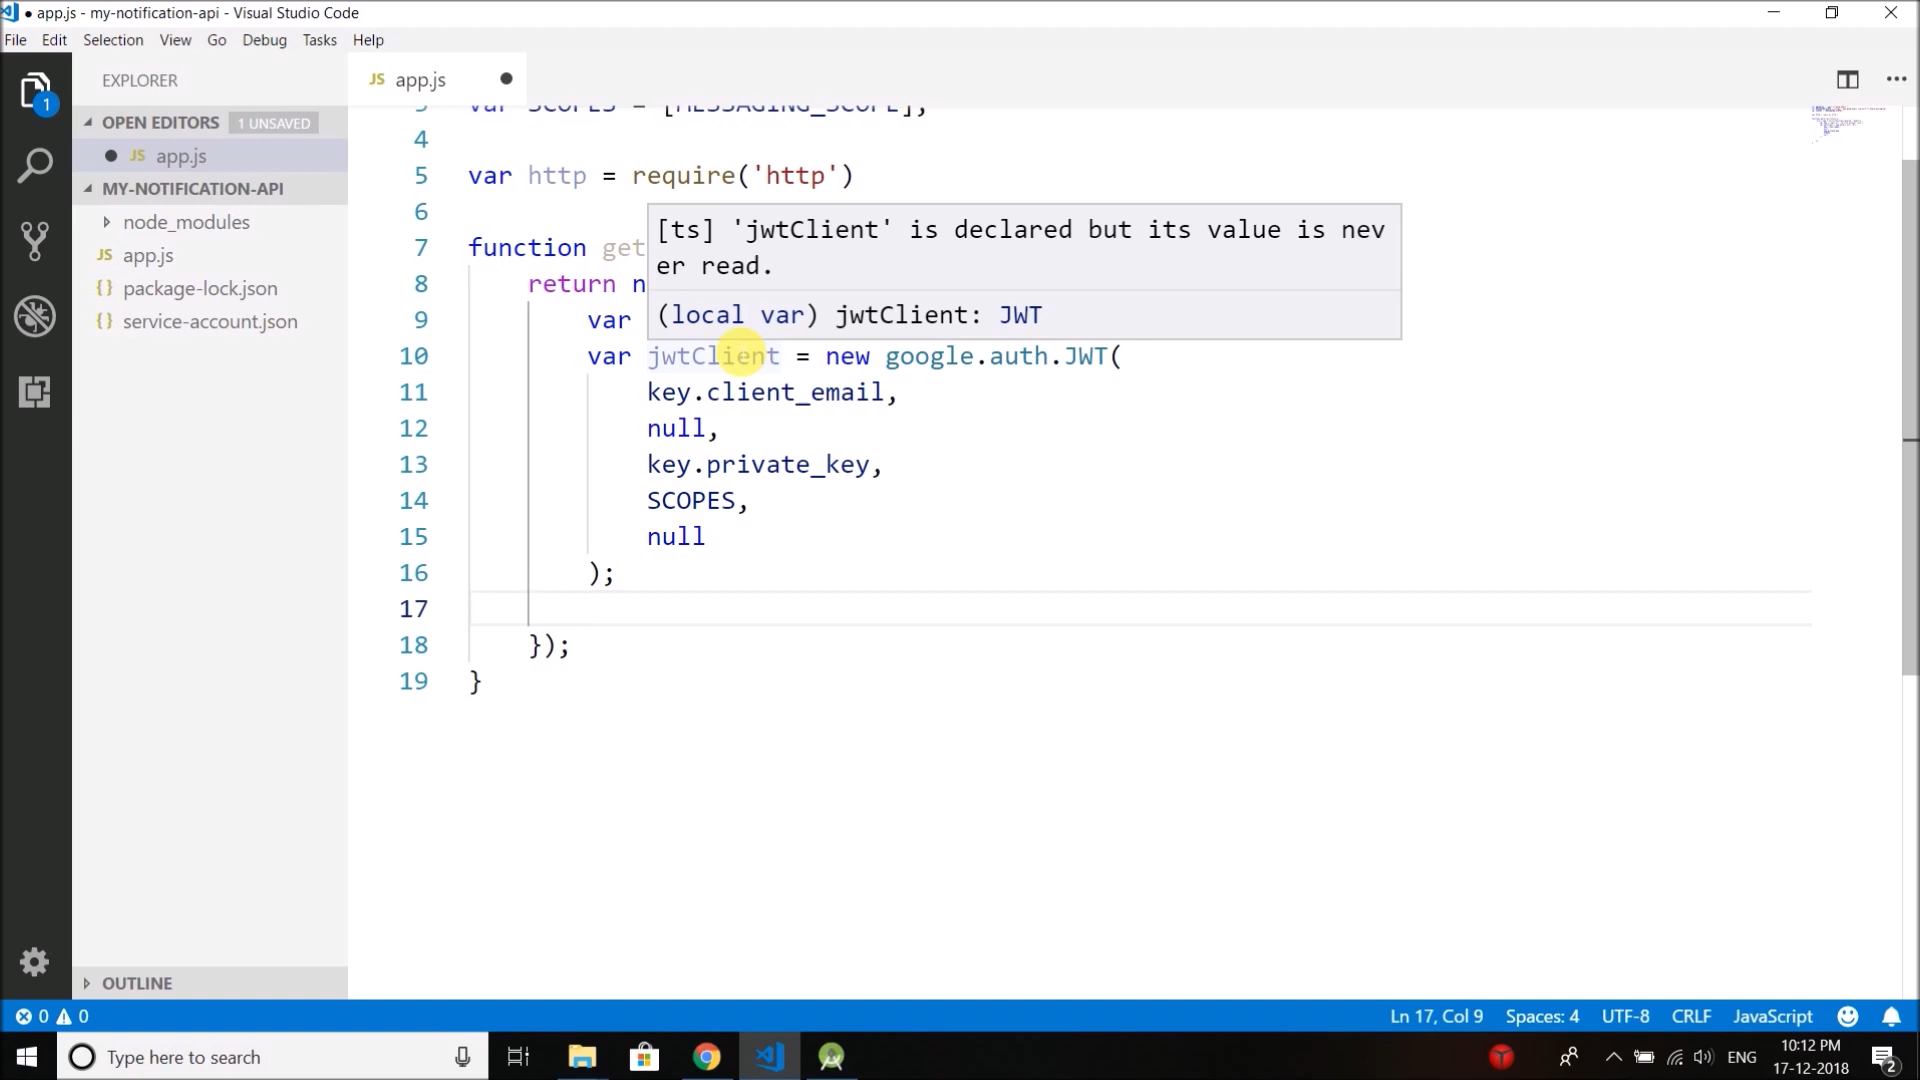 app.js - my-notification-api - Visual Studio Code
File Edit Selection View Go Debug Tasks Help
1
EXPLORER
OPEN EDITORS 1 UNSAVED
JS app.js
MY-NOTIFICATION-API
node_modules
JS app.js
{} package-lock.json
{} service-account.json
OUTLINE
JS app.js
3 var SCOPES = [MESSAGING_SCOPE];
4
5 var http = require('http')
6
7 function get
8 return n
9 var
10 var jwtClient = new google.auth.JWT(
11 key.client_email,
12 null,
13 key.private_key,
14 SCOPES,
15 null
16 );
17
18 });
19 }
[ts] 'jwtClient' is declared but its value is nev
er read.
(local var) jwtClient: JWT
0 0 Ln 17, Col 9 Spaces: 4 UTF-8 CRLF JavaScript
Type here to search
ENG
10:12 PM
17-12-2018
2